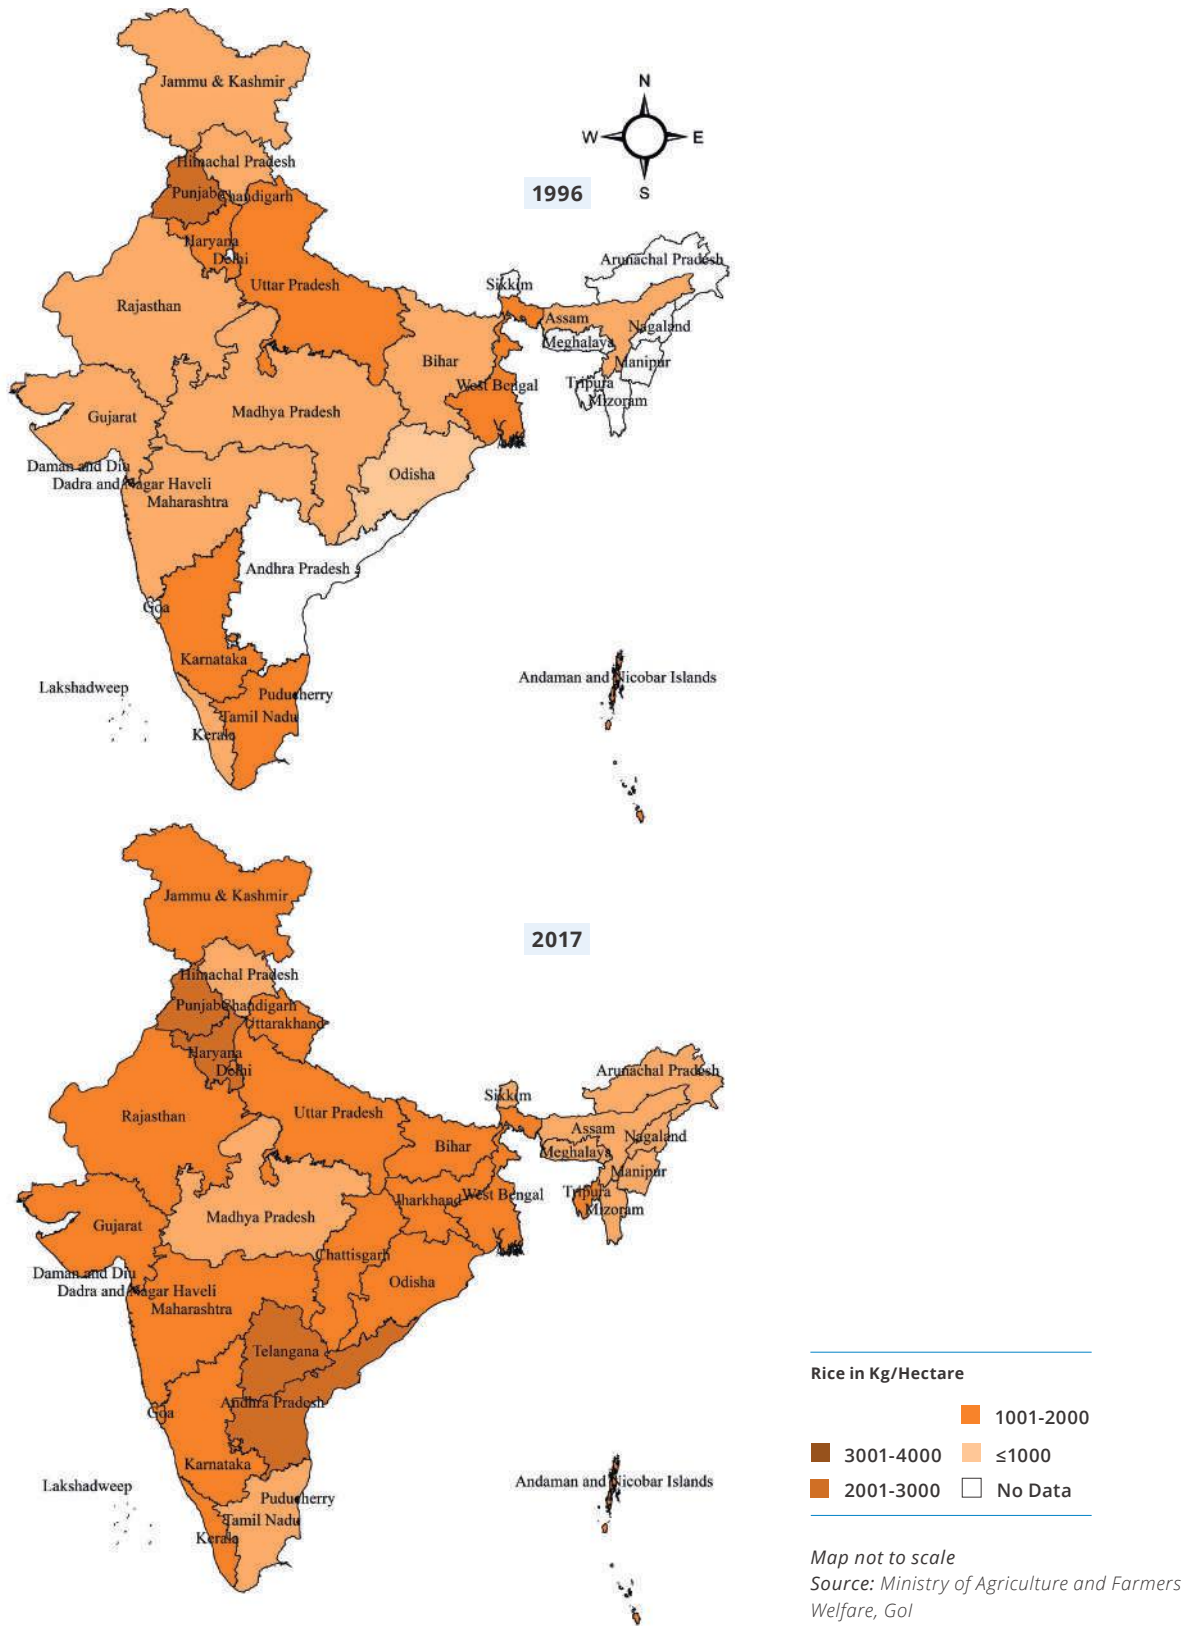 Jammu & Kashmir
N
W E
S
Himachal Pradesh
Punjab
Chandigarh
1996
Haryana
Delhi
Arunachal Pradesh
Uttar Pradesh
Sikkim
Rajasthan
Assam
Nagaland
Meghalaya
Bihar
Manipur
West Bengal
Tripura
Mizoram
Madhya Pradesh
Gujarat
Daman and Diu
Odisha
Dadra and Nagar Haveli
Maharashtra
Andhra Pradesh
Goa
Karnataka
Lakshadweep
Andaman and Nicobar Islands
Puducherry
Tamil Nadu
Kerala
Jammu & Kashmir
2017
Himachal Pradesh
Punjab
Chandigarh
Uttarakhand
Haryana
Delhi
Arunachal Pradesh
Sikkim
Rajasthan
Uttar Pradesh
Assam
Nagaland
Bihar
Meghalaya
Manipur
Jharkhand
West Bengal
Tripura
Mizoram
Madhya Pradesh
Gujarat
Chattisgarh
Daman and Diu
Odisha
Dadra and Nagar Haveli
Maharashtra
Telangana
Andhra Pradesh
Goa
Karnataka
Lakshadweep
Andaman and Nicobar Islands
Puducherry
Tamil Nadu
Kerala
Rice in Kg/Hectare
1001-2000
3001-4000 ≤1000
2001-3000 No Data
Map not to scale
Source: Ministry of Agriculture and Farmers
Welfare, GoI